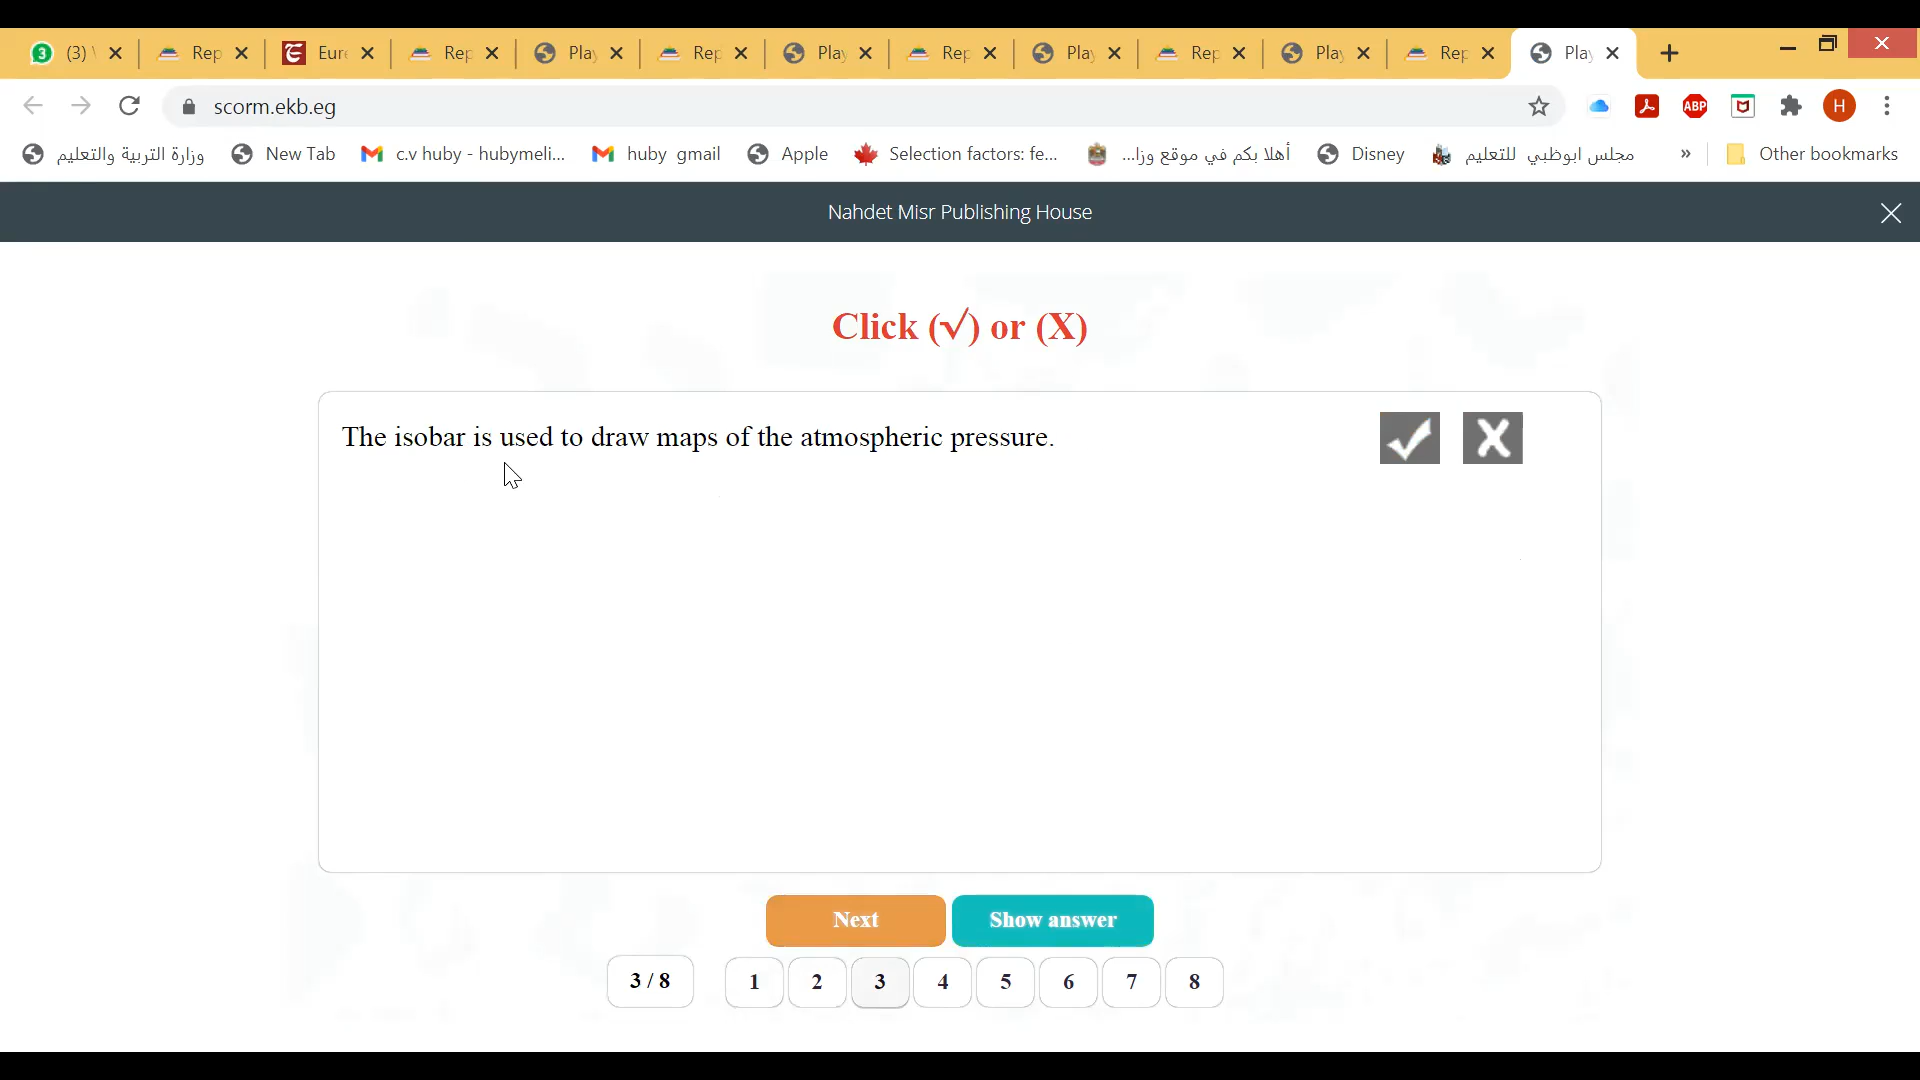 3 (3) Rep Eur Rep Play Rep Play Rep Play Rep Play Rep Play
scorm.ekb.eg ABP H
وزارة التربية والتعليم New Tab c.v huby - hubymeli... huby gmail Apple Selection factors: fe... أهلا بكم في موقع وزا... Disney مجلس ابوظبي للتعليم » Other bookmarks
Nahdet Misr Publishing House
Click (√) or (X)
The isobar is used to draw maps of the atmospheric pressure.
Next Show answer
3 / 8 1 2 3 4 5 6 7 8